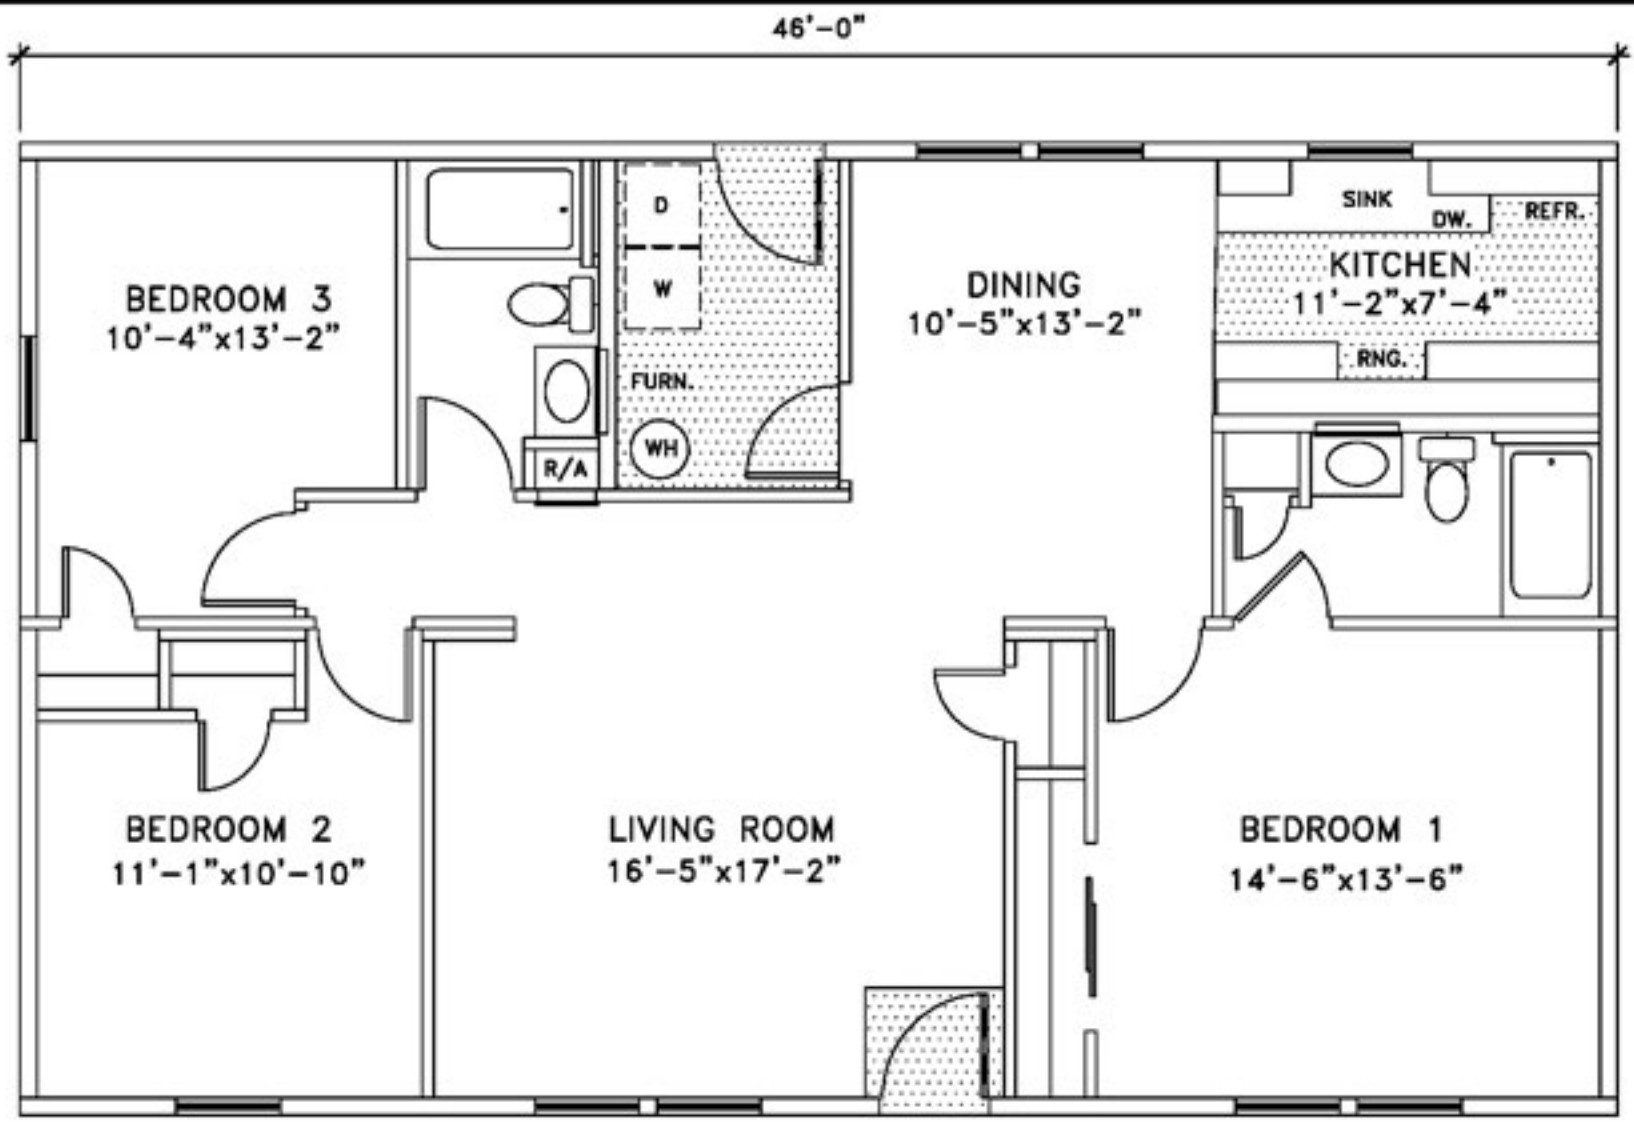 46'-0"
BEDROOM 3
10'-4"x13'-2"
D
W
FURN.
WH
R/A
DINING
10'-5"x13'-2"
SINK
DW.
REFR.
KITCHEN
11'-2"x7'-4"
RNG.
BEDROOM 2
11'-1"x10'-10"
LIVING ROOM
16'-5"x17'-2"
BEDROOM 1
14'-6"x13'-6"